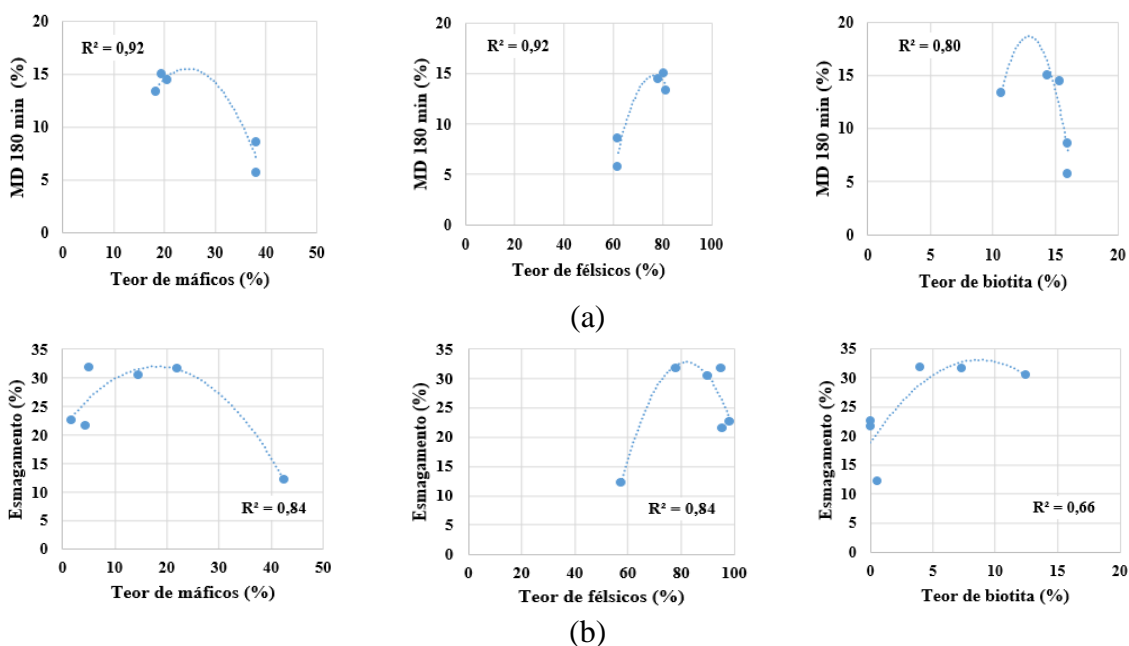 R² = 0,92
MD 180 min (%)
20
15
10
5
0
0 10 20 30 40 50
Teor de máficos (%)
R² = 0,92
MD 180 min (%)
20
15
10
5
0
0 20 40 60 80 100
Teor de félsicos (%)
R² = 0,80
MD 180 min (%)
20
15
10
5
0
0 5 10 15 20
Teor de biotita (%)
(a)
Esmagamento (%)
35
30
25
20
15
10
5
0
R² = 0,84
0 10 20 30 40 50
Teor de máficos (%)
Esmagamento (%)
35
30
25
20
15
10
5
0
R² = 0,84
0 20 40 60 80 100
Teor de félsicos (%)
Esmagamento (%)
35
30
25
20
15
10
5
0
R² = 0,66
0 5 10 15 20
Teor de biotita (%)
(b)